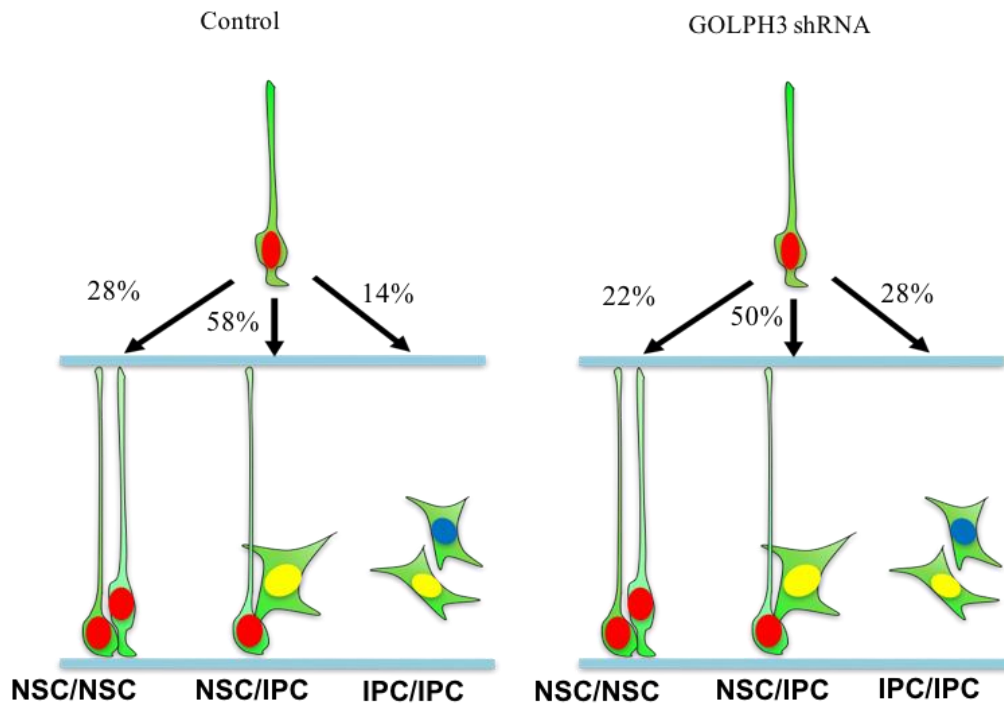 Control
GOLPH3 shRNA
28%
58%
14%
22%
50%
28%
NSC/NSC
NSC/IPC
IPC/IPC
NSC/NSC
NSC/IPC
IPC/IPC